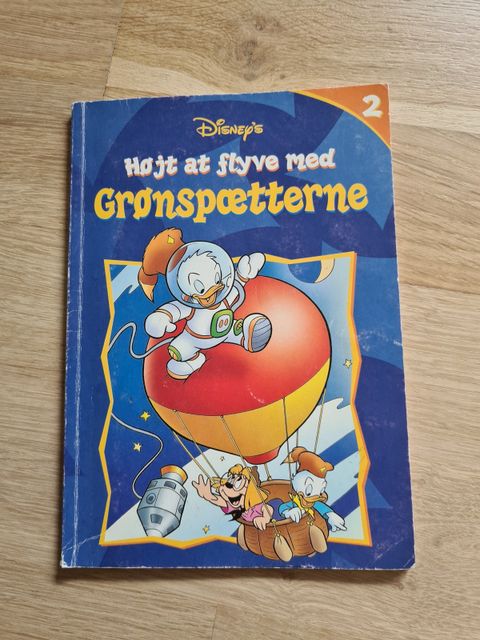 2
Disney's
Højt at flyve med
Grønspætterne